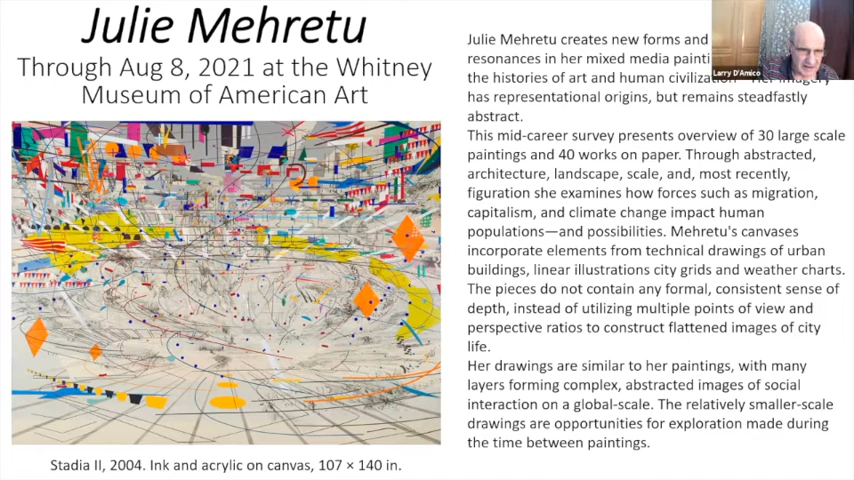 Julie Mehretu
Through Aug 8, 2021 at the Whitney
Museum of American Art
Stadia II, 2004. Ink and acrylic on canvas, 107 × 140 in.
Julie Mehretu creates new forms and
resonances in her mixed media
the histories of art and human
has representational origins, but remains steadfastly
abstract.
This mid-career survey presents overview of 30 large scale
paintings and 40 works on paper. Through abstracted,
architecture, landscape, scale, and, most recently,
figuration she examines how forces such as migration,
capitalism, and climate change impact human
populations—and possibilities. Mehretu's canvases
incorporate elements from technical drawings of urban
buildings, linear illustrations city grids and weather charts.
The pieces do not contain any formal, consistent sense of
depth, instead of utilizing multiple points of view and
perspective ratios to construct flattened images of city
life.
Her drawings are similar to her paintings, with many
layers forming complex, abstracted images of social
interaction on a global-scale. The relatively smaller-scale
drawings are opportunities for exploration made during
the time between paintings.
Larry D'Amico